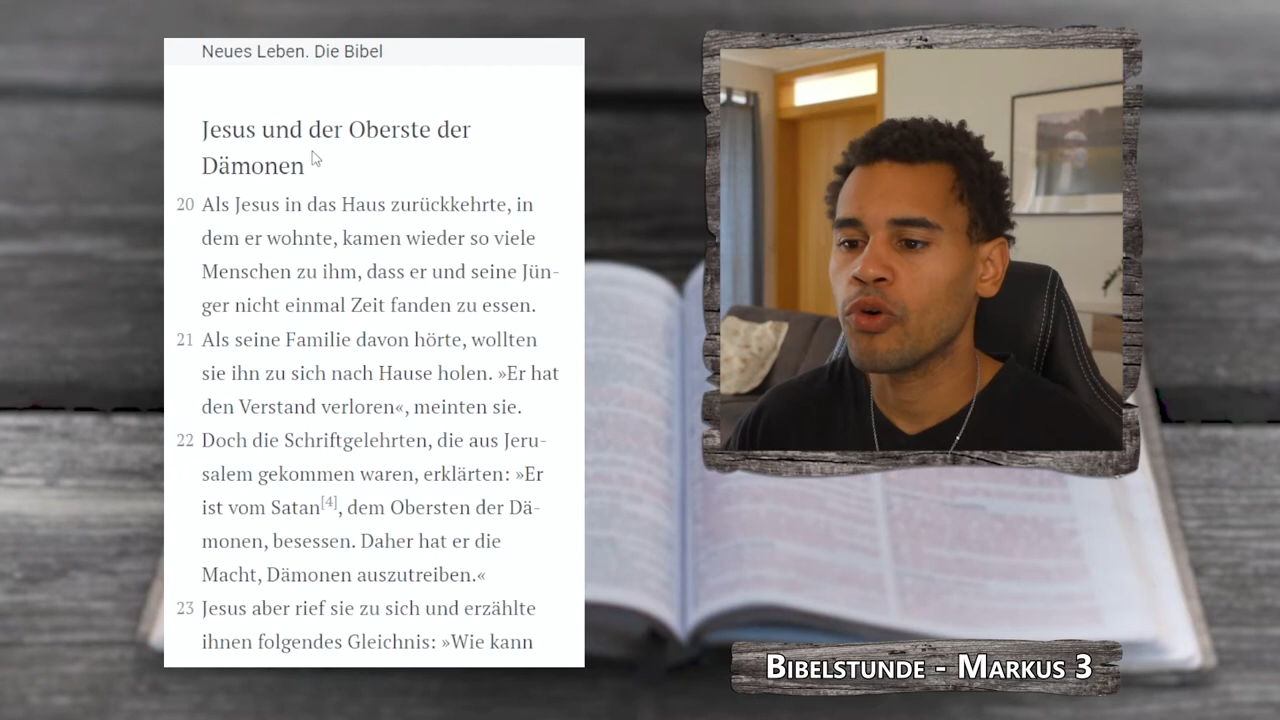 Neues Leben. Die Bibel
Jesus und der Oberste der
Dämonen
20 Als Jesus in das Haus zurückkehrte, in
dem er wohnte, kamen wieder so viele
Menschen zu ihm, dass er und seine Jün-
ger nicht einmal Zeit fanden zu essen.
21 Als seine Familie davon hörte, wollten
sie ihn zu sich nach Hause holen. »Er hat
den Verstand verloren«, meinten sie.
22 Doch die Schriftgelehrten, die aus Jeru-
salem gekommen waren, erklärten: »Er
ist vom Satan[4], dem Obersten der Dä-
monen, besessen. Daher hat er die
Macht, Dämonen auszutreiben.«
23 Jesus aber rief sie zu sich und erzählte
ihnen folgendes Gleichnis: »Wie kann
Bibelstunde - Markus 3